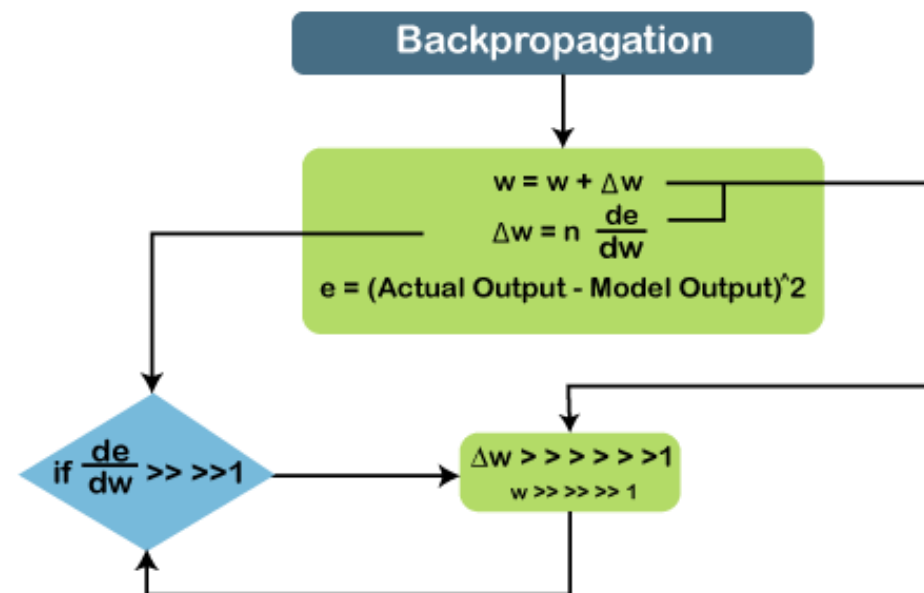 Backpropagation
w = w + Δw
Δw = n de/dw
e = (Actual Output - Model Output)^2
if de/dw >> >>1
Δw > > > > > >1
w >> >> >> 1